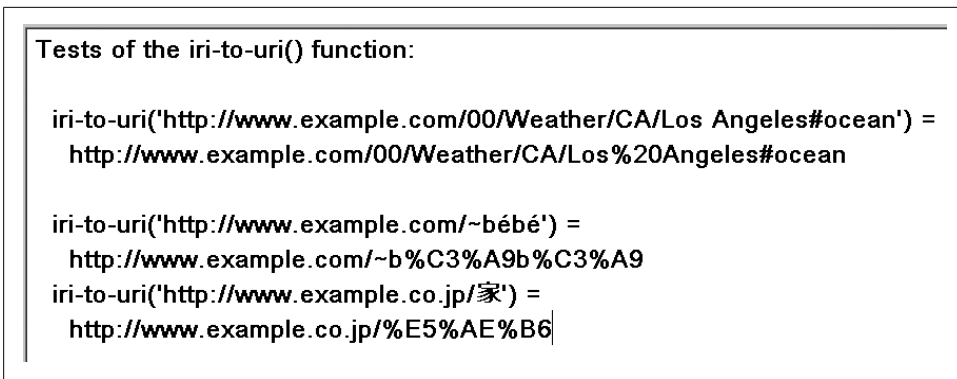 Tests of the iri-to-uri() function:
iri-to-uri('http://www.example.com/00/Weather/CA/Los Angeles#ocean') =
http://www.example.com/00/Weather/CA/Los%20Angeles#ocean
iri-to-uri('http://www.example.com/~bébé') =
http://www.example.com/~b%C3%A9b%C3%A9
iri-to-uri('http://www.example.co.jp/家') =
http://www.example.co.jp/%E5%AE%B6